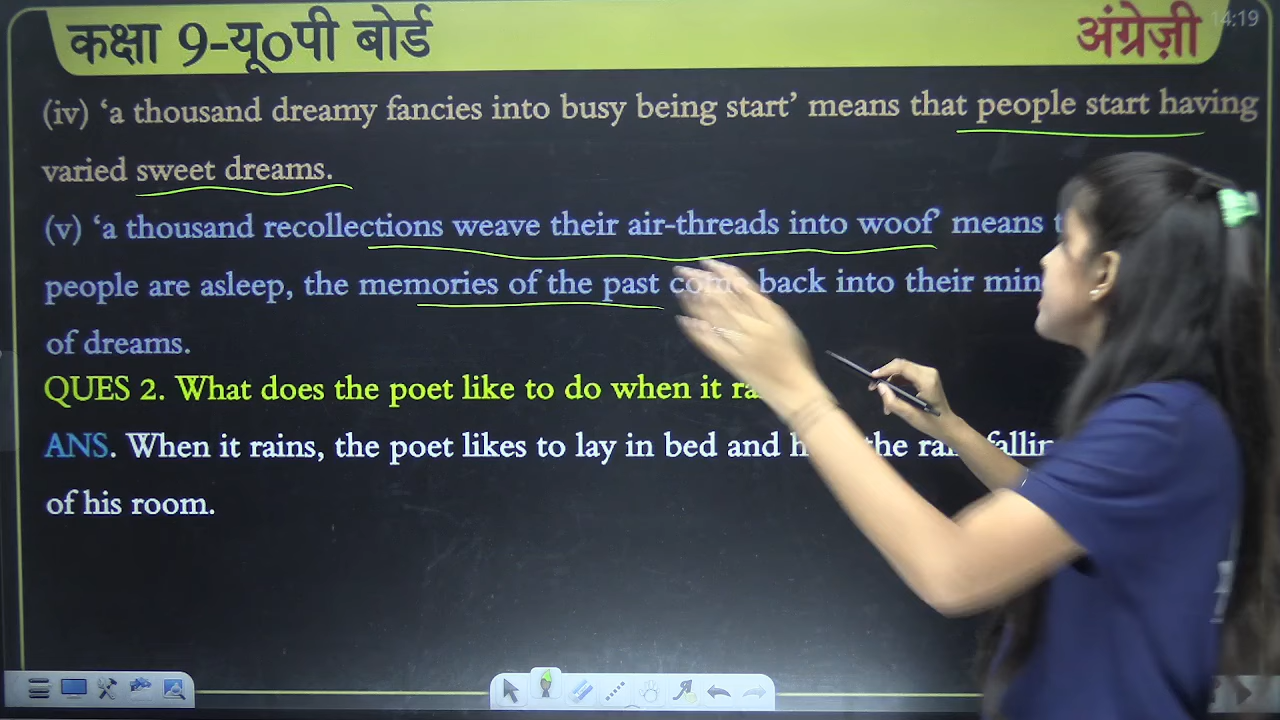 कक्षा 9-यू०पी बोर्ड
अंग्रेज़ी 14:19
(iv) ‘a thousand dreamy fancies into busy being start’ means that people start having
varied sweet dreams.
(v) ‘a thousand recollections weave their air-threads into woof’ means
people are asleep, the memories of the past come back into their
of dreams.
QUES 2. What does the poet like to do when it
ANS. When it rains, the poet likes to lay in bed and the
of his room.